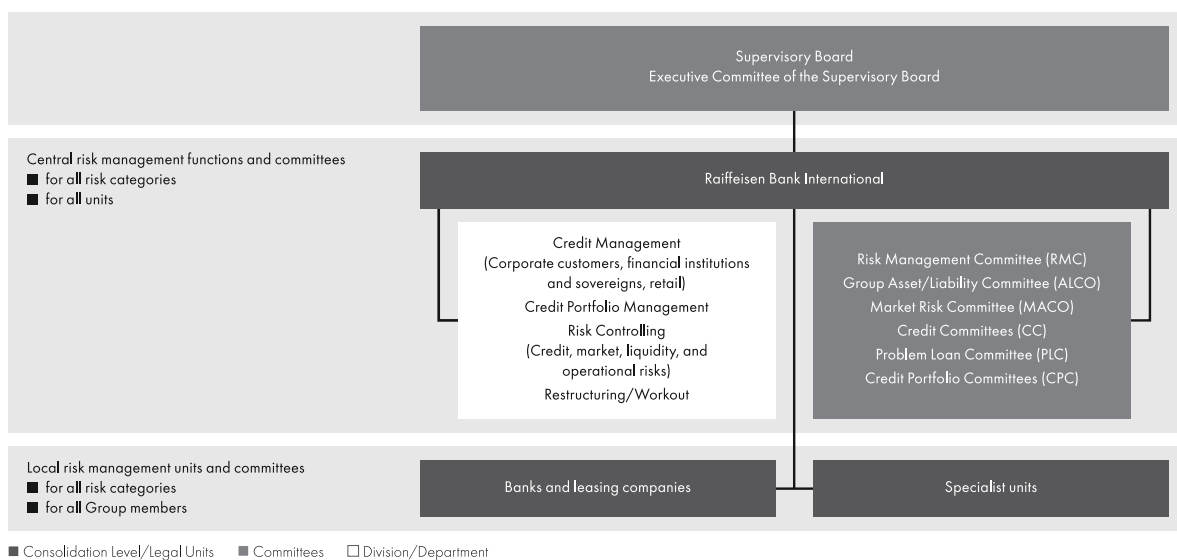 Supervisory Board
Executive Committee of the Supervisory Board
Central risk management functions and committees
■ for all risk categories
■ for all units
Raiffeisen Bank International
Credit Management
(Corporate customers, financial institutions
and sovereigns, retail)
Credit Portfolio Management
Risk Controlling
(Credit, market, liquidity, and
operational risks)
Restructuring/Workout
Risk Management Committee (RMC)
Group Asset/Liability Committee (ALCO)
Market Risk Committee (MACO)
Credit Committees (CC)
Problem Loan Committee (PLC)
Credit Portfolio Committees (CPC)
Local risk management units and committees
■ for all risk categories
■ for all Group members
Banks and leasing companies
Specialist units
■ Consolidation Level/Legal Units ■ Committees □ Division/Department